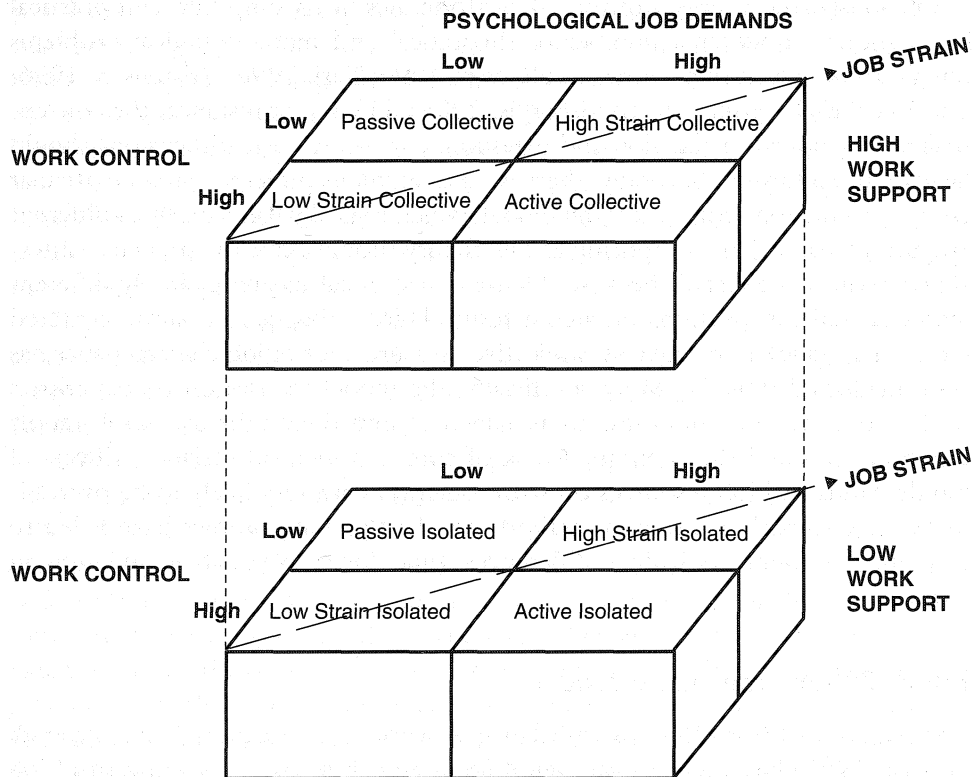 PSYCHOLOGICAL JOB DEMANDS
Low High
JOB STRAIN
Low Passive Collective High Strain Collective
WORK CONTROL
HIGH
WORK
SUPPORT
High Low Strain Collective Active Collective
Low High
JOB STRAIN
Low Passive Isolated High Strain Isolated
WORK CONTROL
LOW
WORK
SUPPORT
High Low Strain Isolated Active Isolated